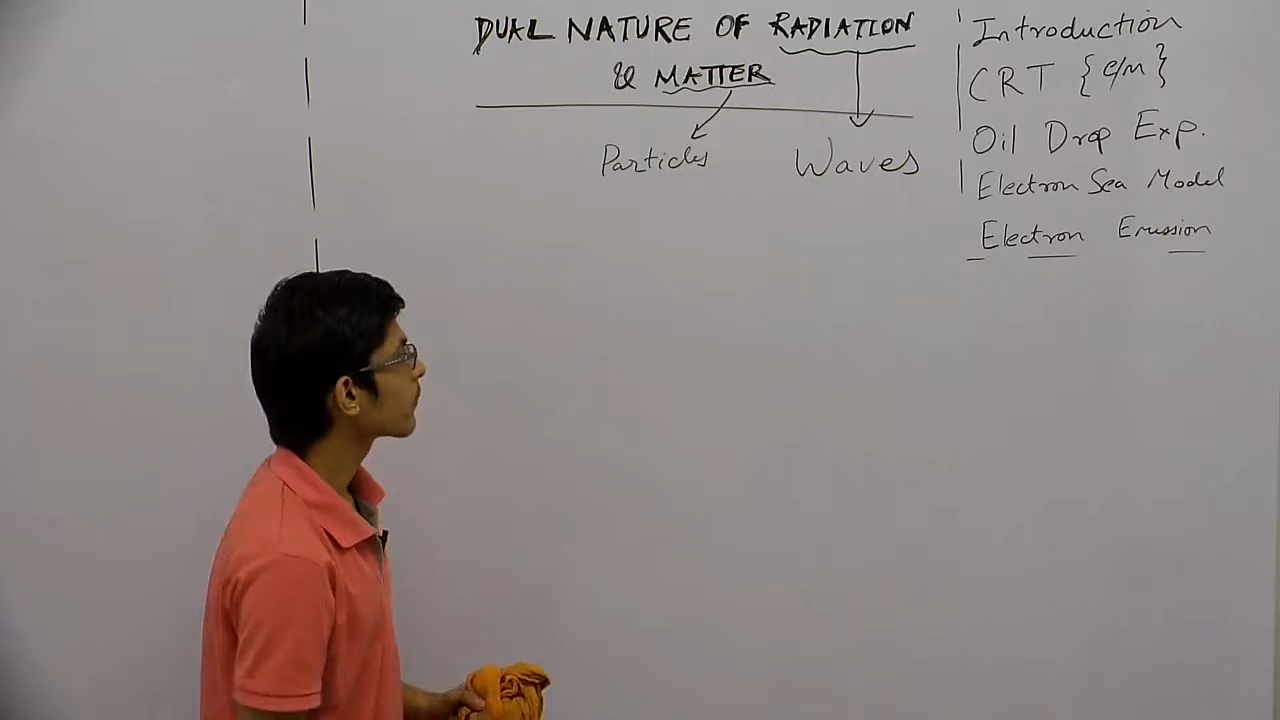 DUAL NATURE OF RADIATION
& MATTER
Particles
Waves
Introduction
CRT {e/m}
Oil Drop Exp.
Electron Sea Model
Electron Emission